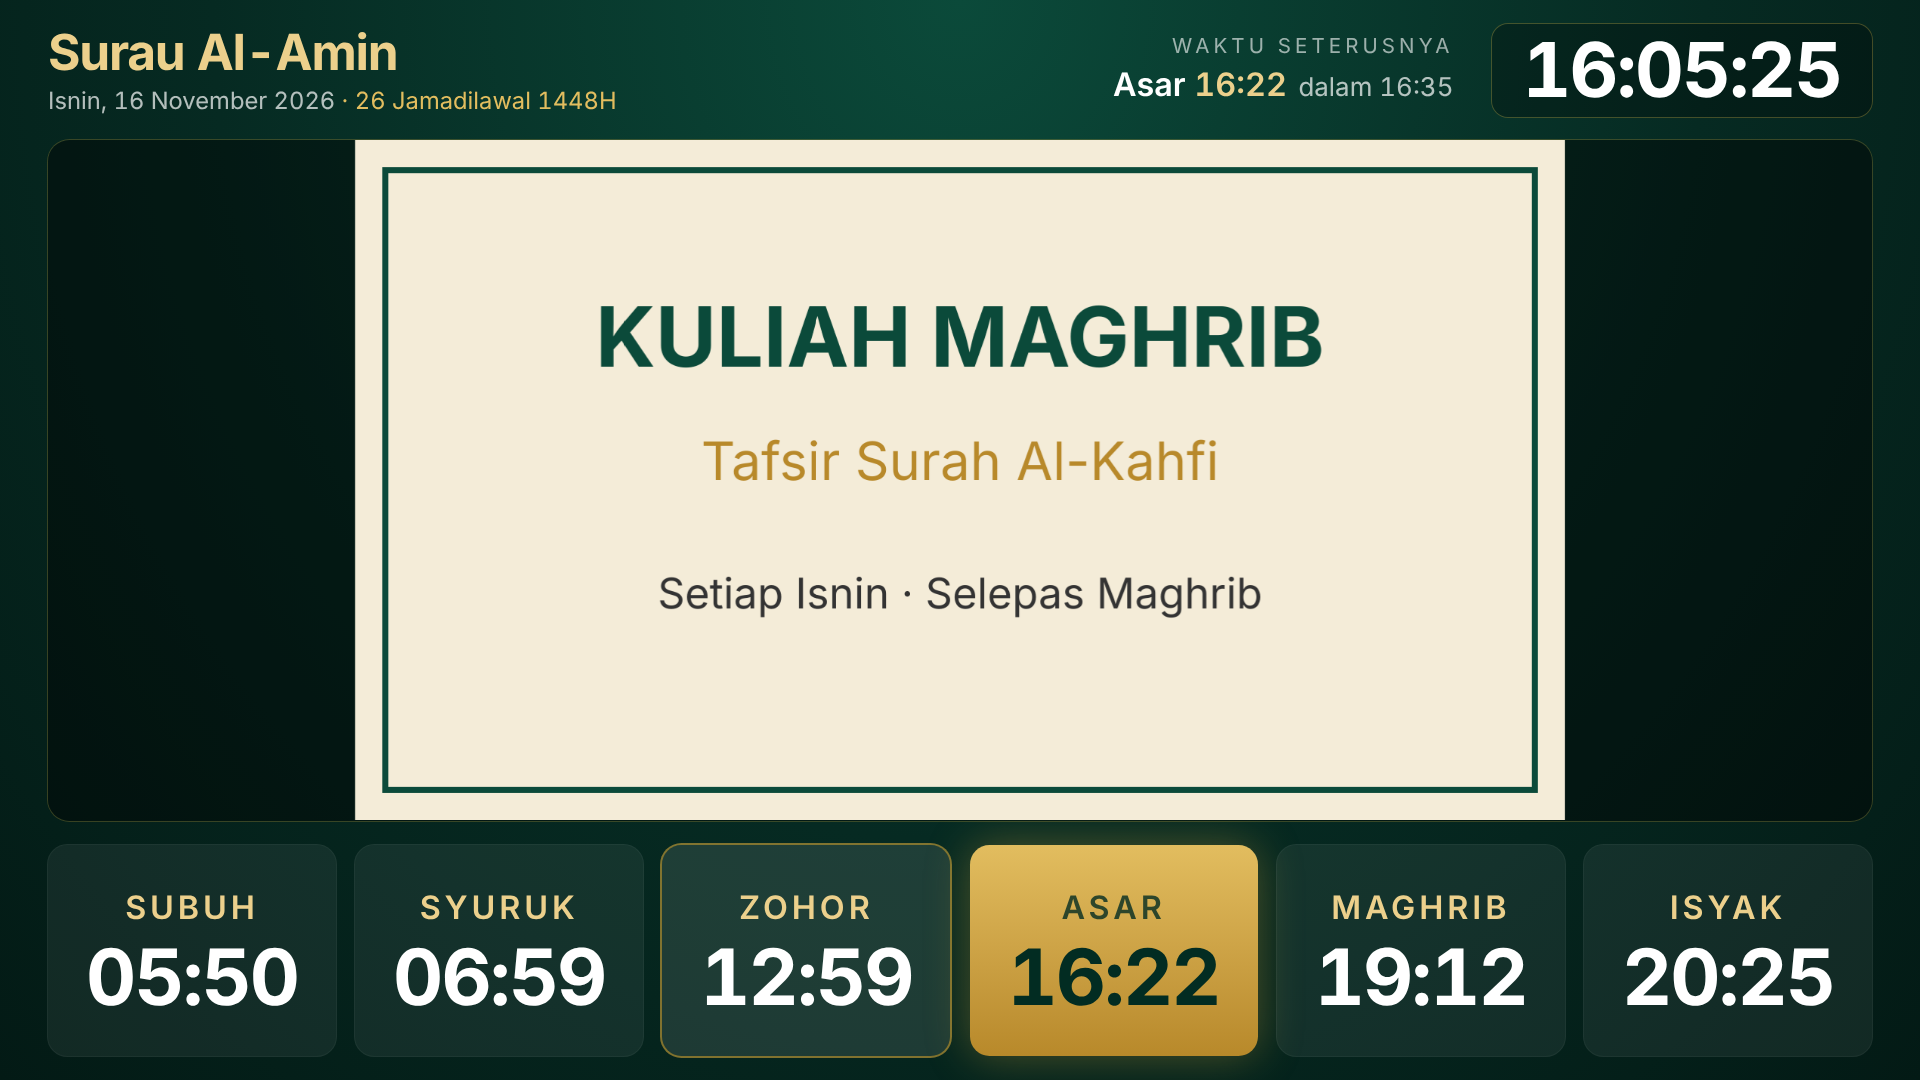 Surau Al-Amin
Isnin, 16 November 2026 · 26 Jamadilawal 1448H
WAKTU SETERUSNYA
Asar 16:22 dalam 16:35
16:05:25
KULIAH MAGHRIB
Tafsir Surah Al-Kahfi
Setiap Isnin · Selepas Maghrib
SUBUH
05:50
SYURUK
06:59
ZOHOR
12:59
ASAR
16:22
MAGHRIB
19:12
ISYAK
20:25